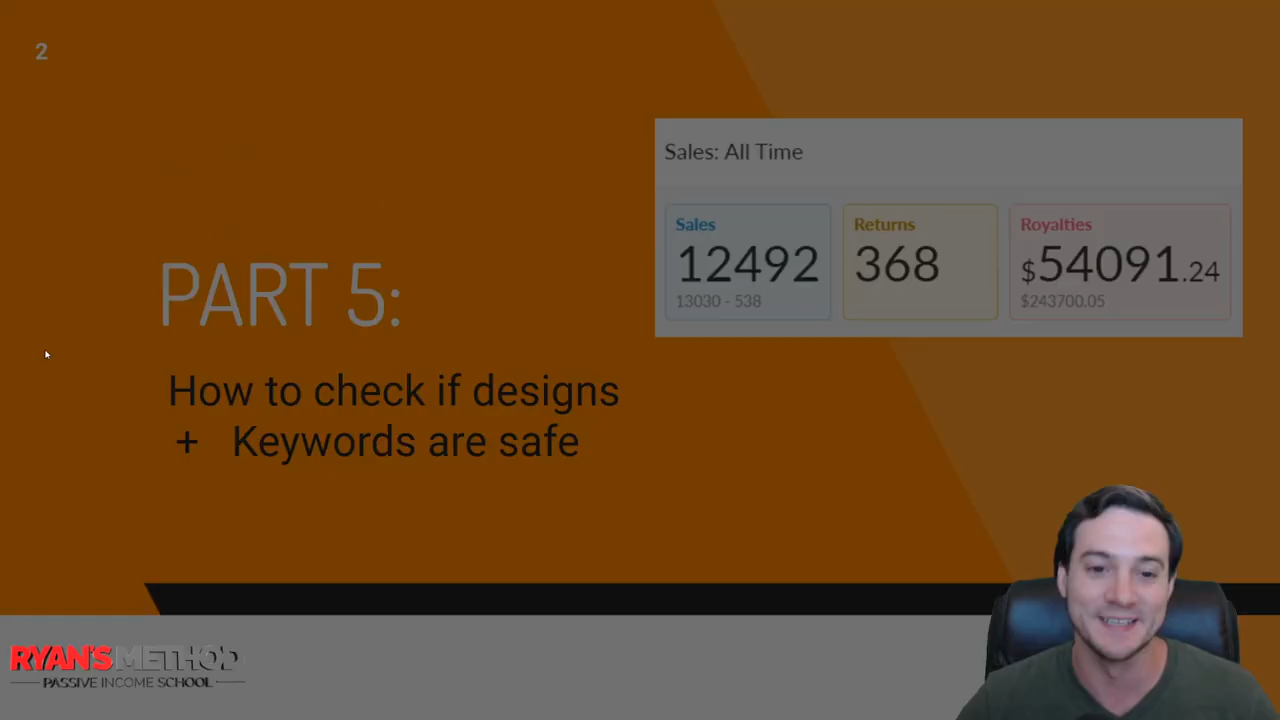 2
PART 5:
How to check if designs
+ Keywords are safe
Sales: All Time
Sales
12492
13030 - 538
Returns
368
Royalties
$54091.24
$243700.05
RYAN'S METHOD
PASSIVE INCOME SCHOOL